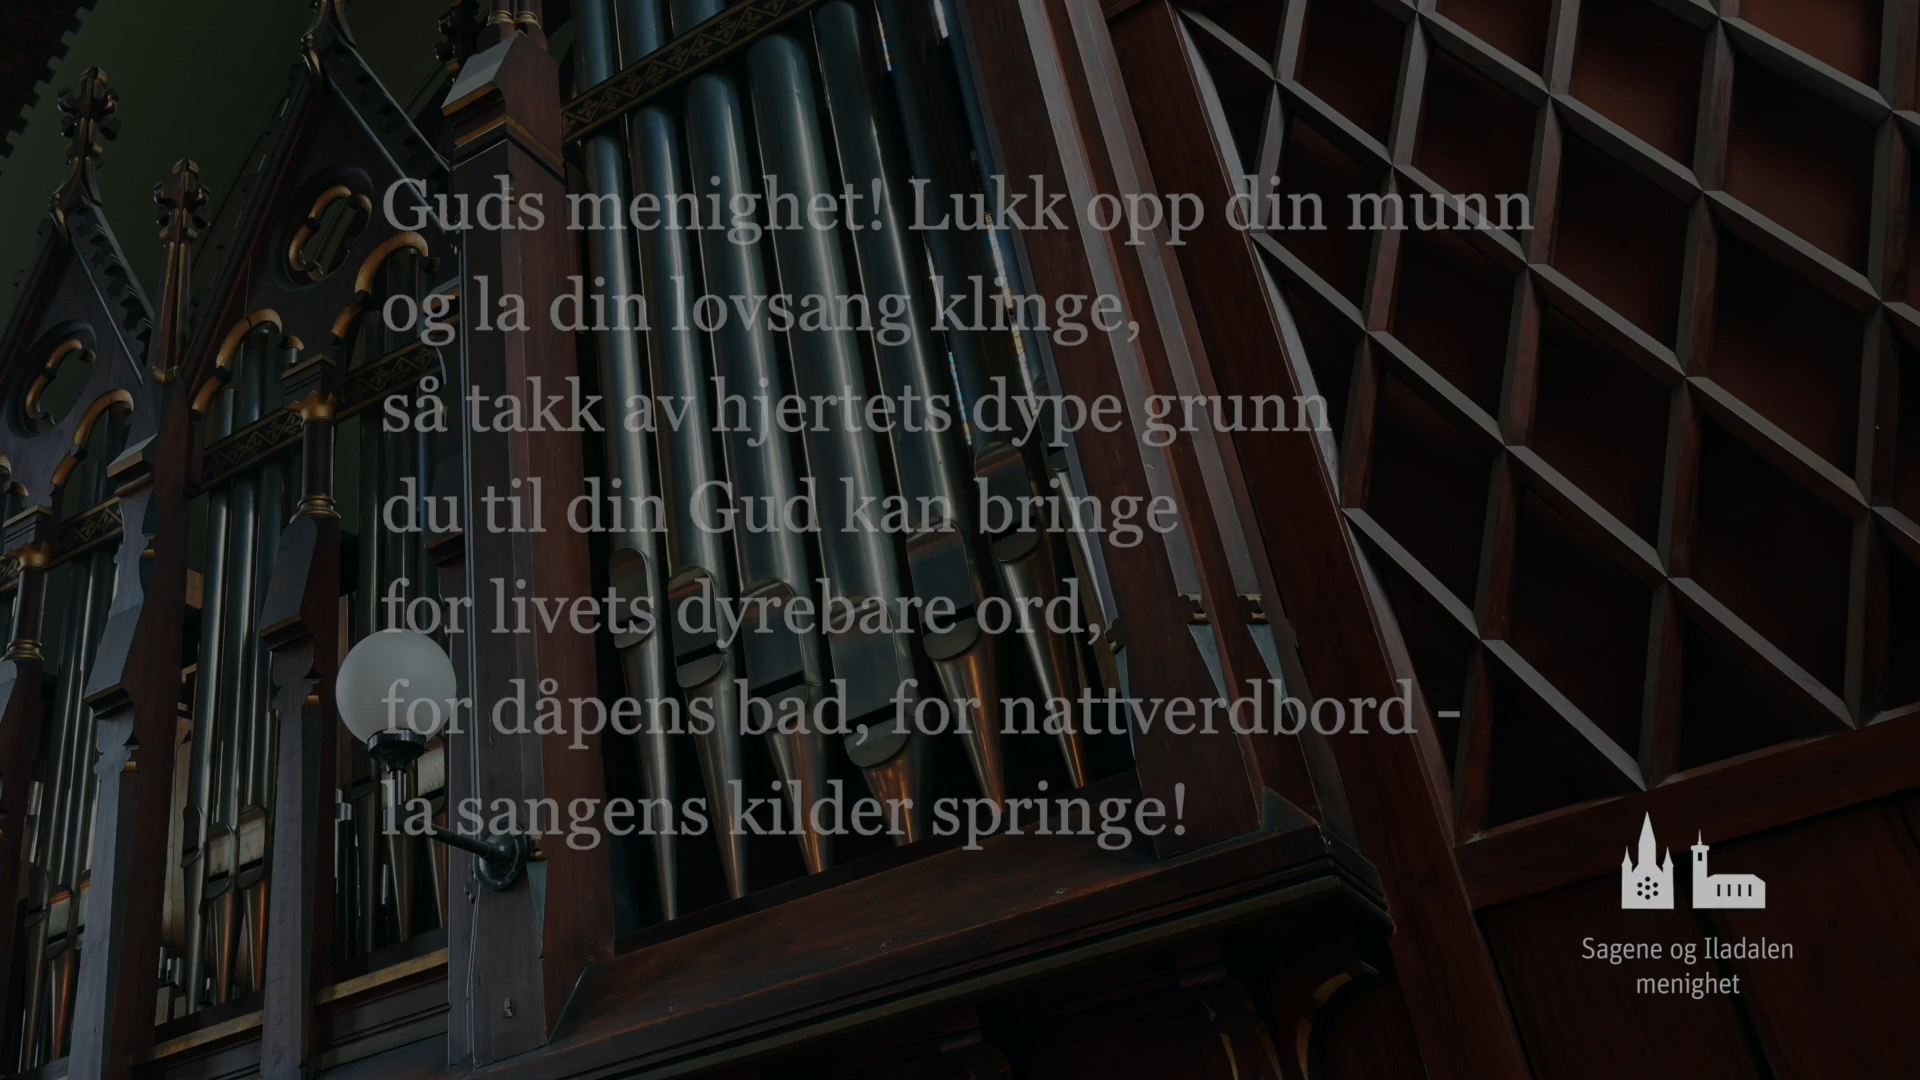 Guds menighet! Lukk opp din munn
og la din lovsang klinge,
så takk av hjertets dype grunn
du til din Gud kan bringe
for livets dyrebare ord,
for dåpens bad, for nattverdbord -
la sangens kilder springe!
Sagene og Iladalen
menighet